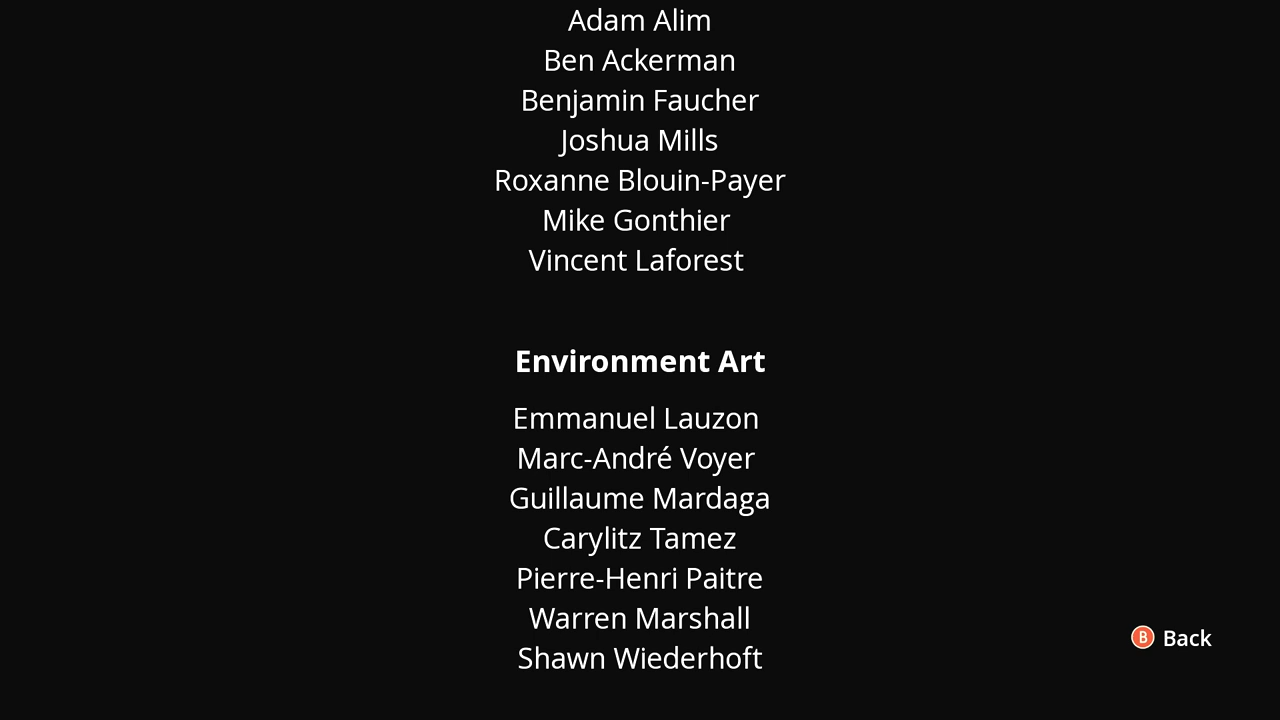 Adam Alim
Ben Ackerman
Benjamin Faucher
Joshua Mills
Roxanne Blouin-Payer
Mike Gonthier
Vincent Laforest
Environment Art
Emmanuel Lauzon
Marc-André Voyer
Guillaume Mardaga
Carylitz Tamez
Pierre-Henri Paitre
Warren Marshall
Shawn Wiederhoft
B Back